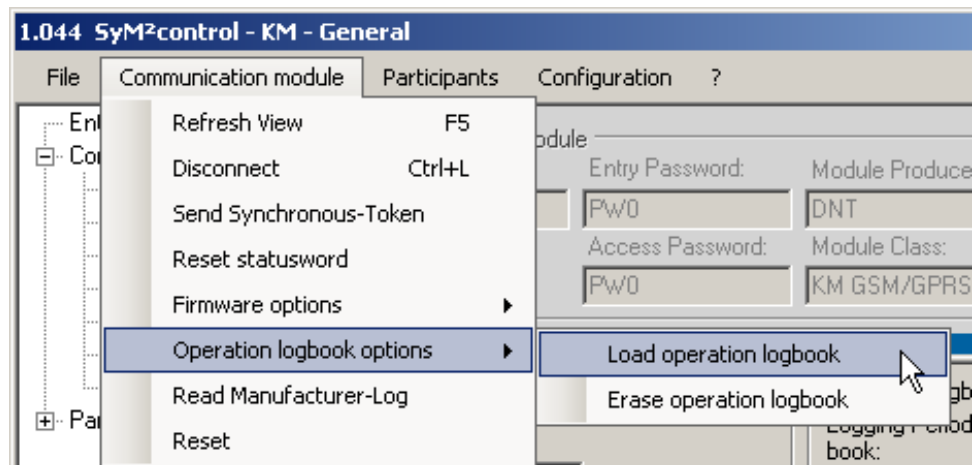 1.044 SyM²control - KM - General
File Communication module Participants Configuration ?
Refresh View F5
Disconnect Ctrl+L
Send Synchronous-Token
Reset statusword
Firmware options
Operation logbook options
Read Manufacturer-Log
Reset
Load operation logbook
Erase operation logbook
Entry Password: Module Produce
PW0 DNT
Access Password: Module Class:
PW0 KM GSM/GPRS
book: